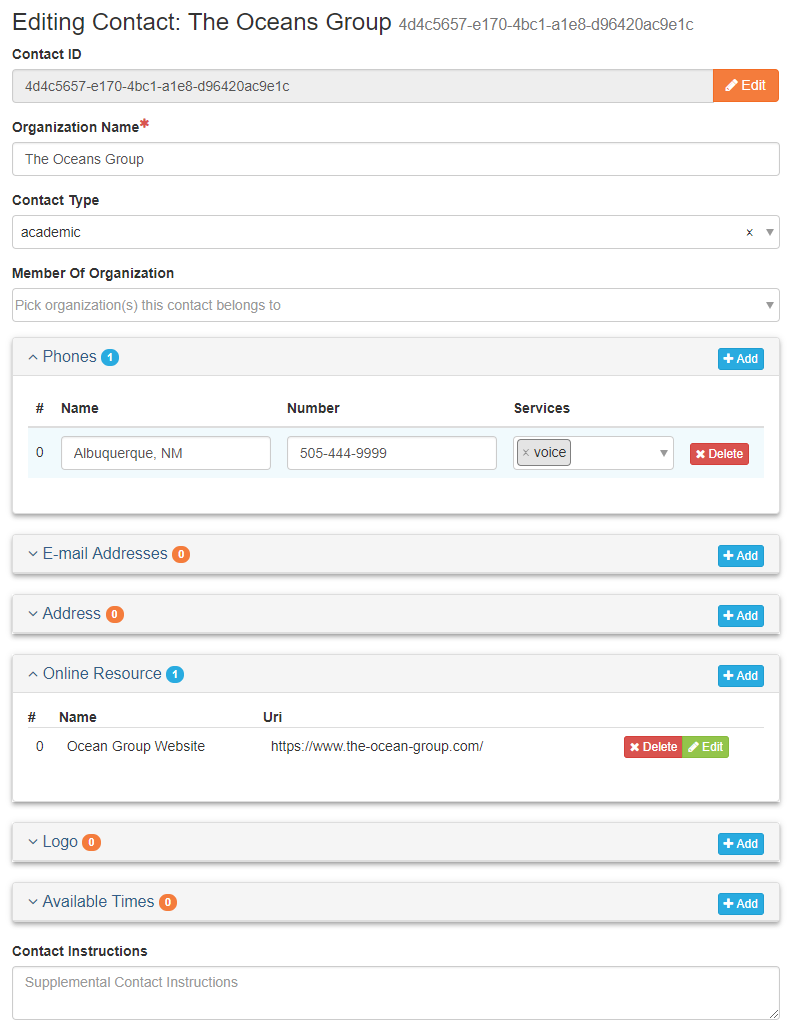 Editing Contact: The Oceans Group 4d4c5657-e170-4bc1-a1e8-d96420ac9e1c
Contact ID
4d4c5657-e170-4bc1-a1e8-d96420ac9e1c Edit
Organization Name*
The Oceans Group
Contact Type
academic ×
Member Of Organization
Pick organization(s) this contact belongs to
Phones 1 Add
# Name Number Services
0 Albuquerque, NM 505-444-9999 × voice Delete
E-mail Addresses 0 Add
Address 0 Add
Online Resource 1 Add
# Name Uri
0 Ocean Group Website https://www.the-ocean-group.com/ Delete Edit
Logo 0 Add
Available Times 0 Add
Contact Instructions
Supplemental Contact Instructions